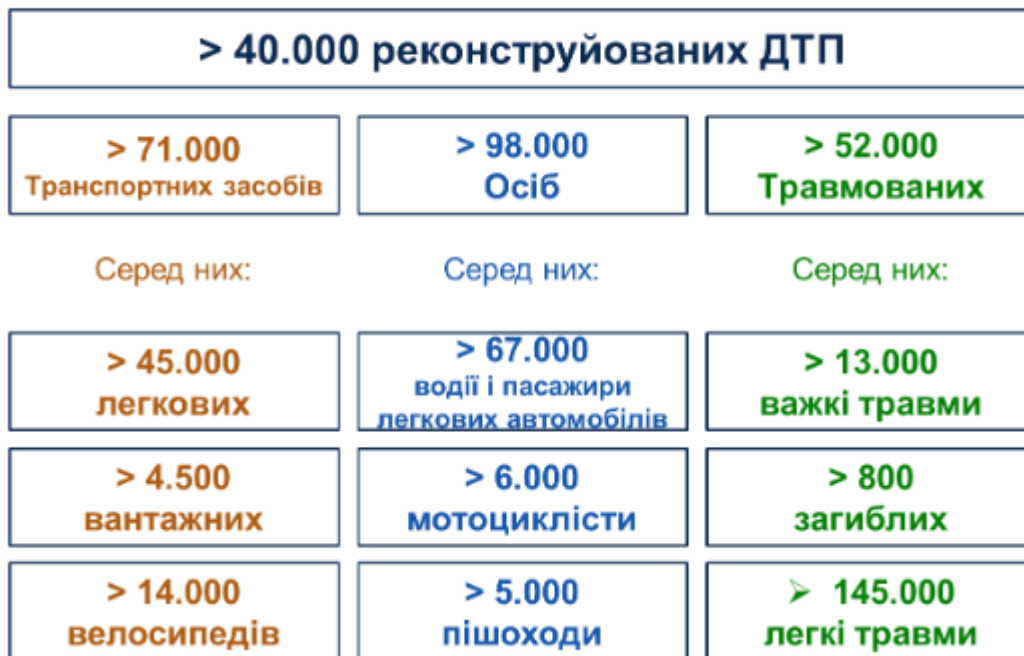 > 40.000 реконструйованих ДТП
> 71.000
Транспортних засобів
> 98.000
Осіб
> 52.000
Травмованих
Серед них:
Серед них:
Серед них:
> 45.000
легкових
> 67.000
водії і пасажири
легкових автомобілів
> 13.000
важкі травми
> 4.500
вантажних
> 6.000
мотоциклісти
> 800
загиблих
> 14.000
велосипедів
> 5.000
пішоходи
➢ 145.000
легкі травми